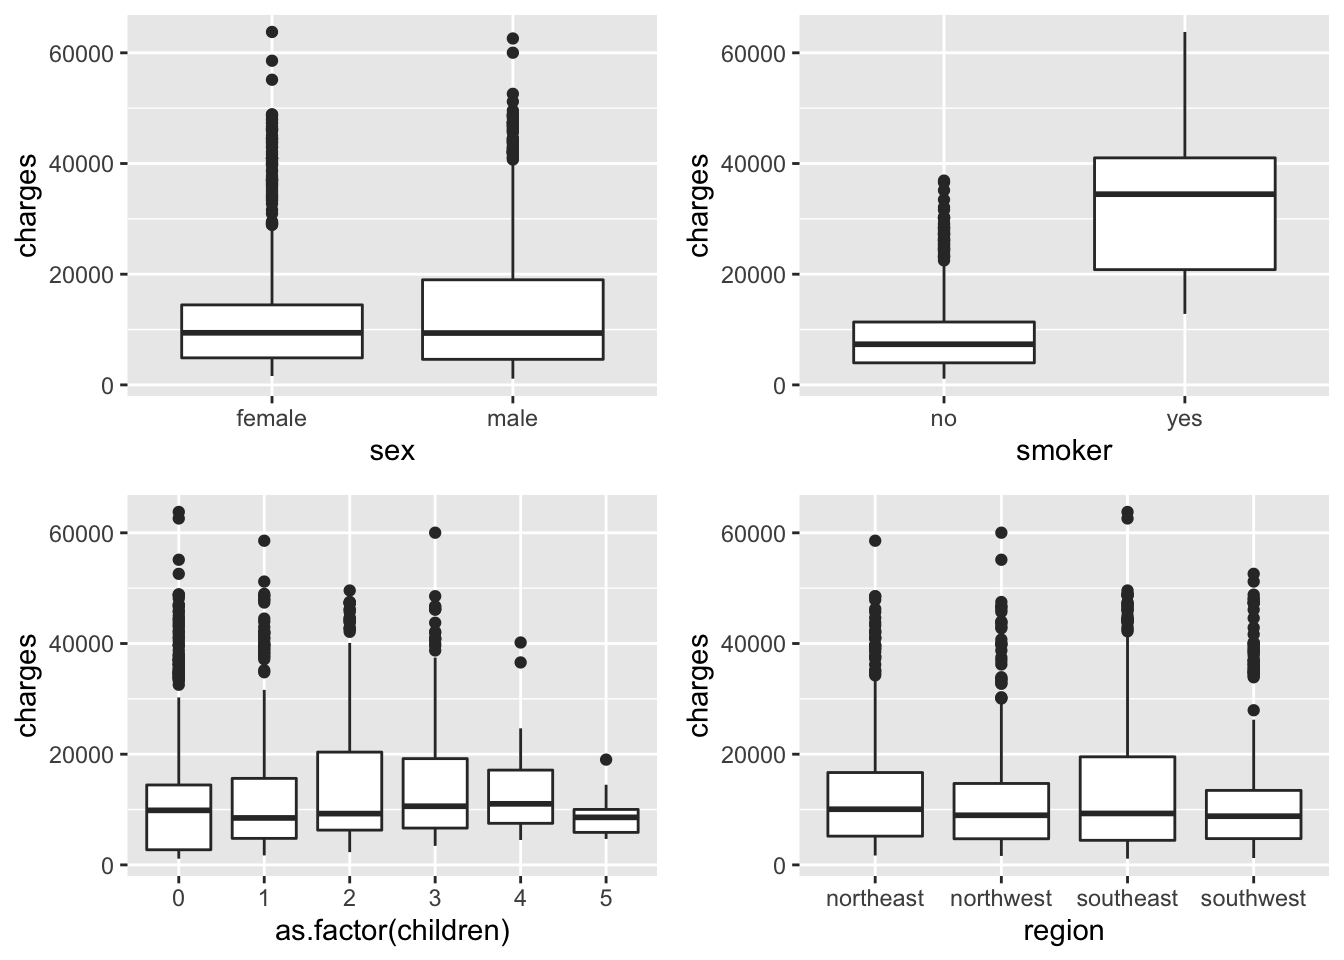 charges
60000
40000
20000
0
female male
sex
charges
60000
40000
20000
0
no yes
smoker
charges
60000
40000
20000
0
0 1 2 3 4 5
as.factor(children)
charges
60000
40000
20000
0
northeast northwest southeast southwest
region